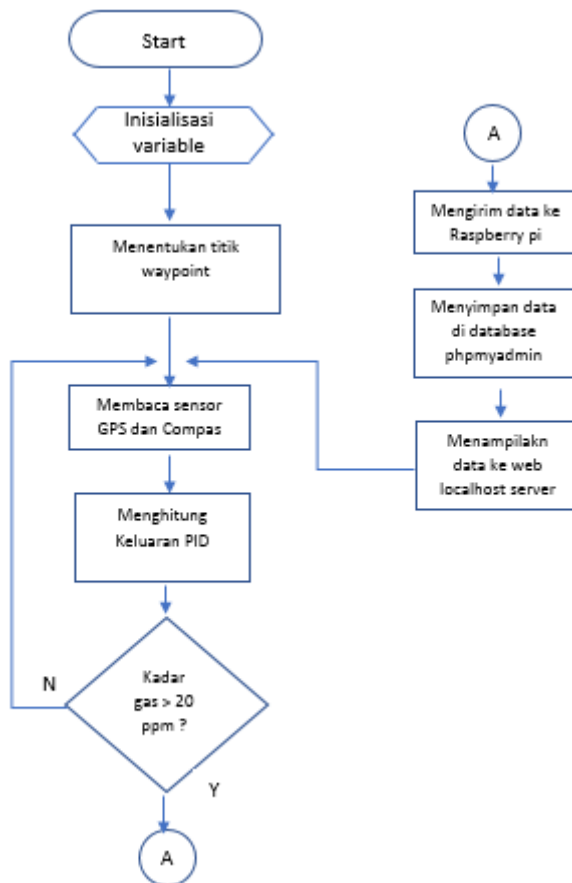 Start
Inisialisasi
variable
Menentukan titik
waypoint
Membaca sensor
GPS dan Compas
Menghitung
Keluaran PID
Kadar
gas > 20
ppm ?
N
Y
A
A
Mengirim data ke
Raspberry pi
Menyimpan data
di database
phpmyadmin
Menampilakn
data ke web
localhost server